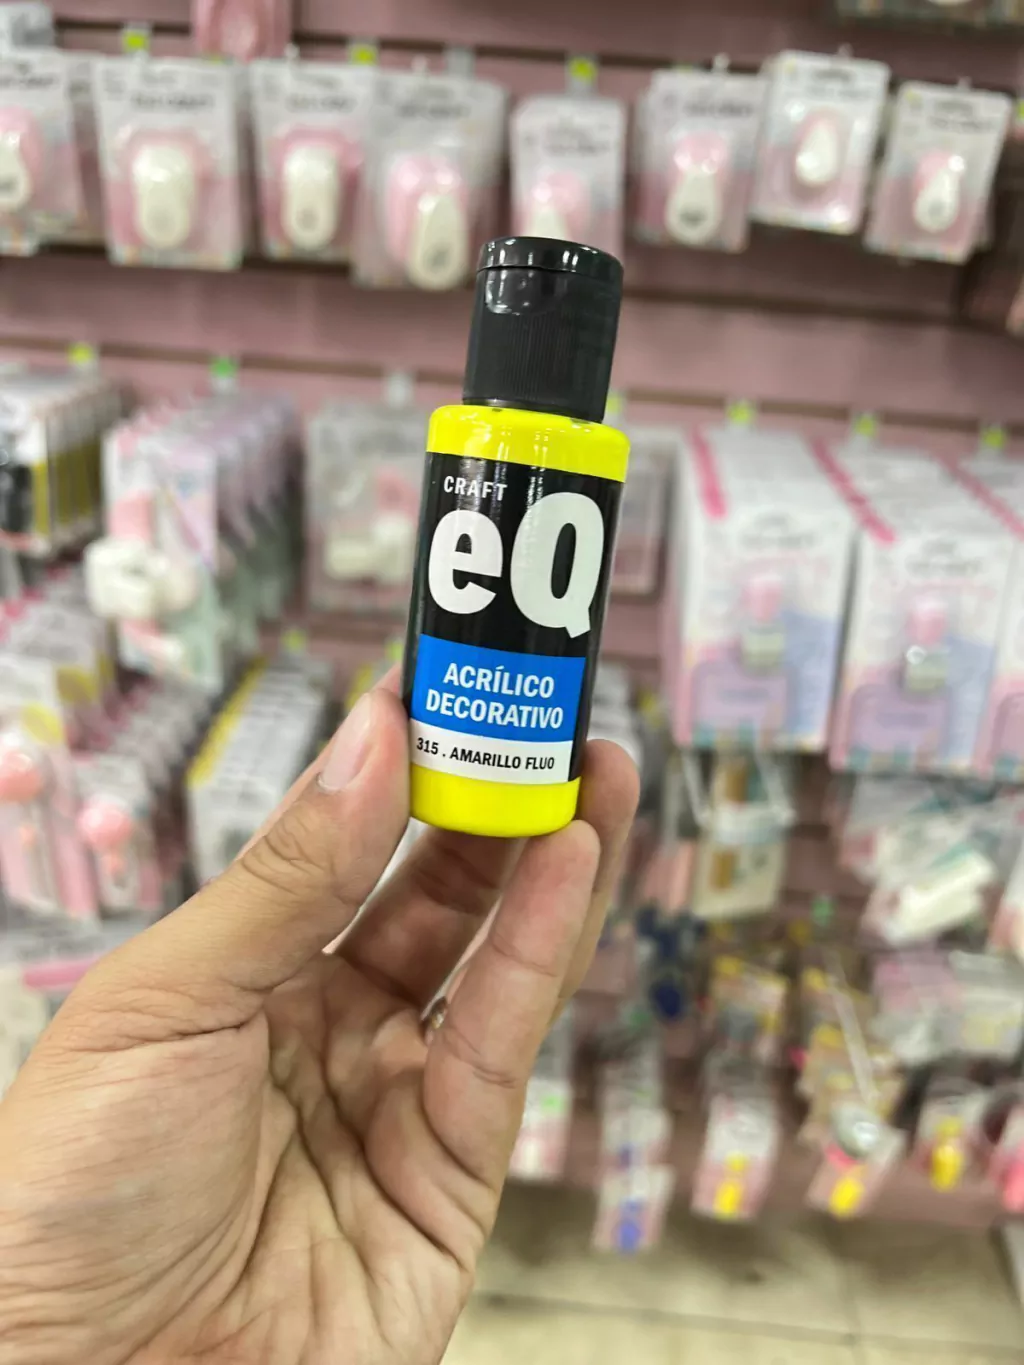 CRAFT
eQ
ACRÍLICO
DECORATIVO
315 . AMARILLO FLUO